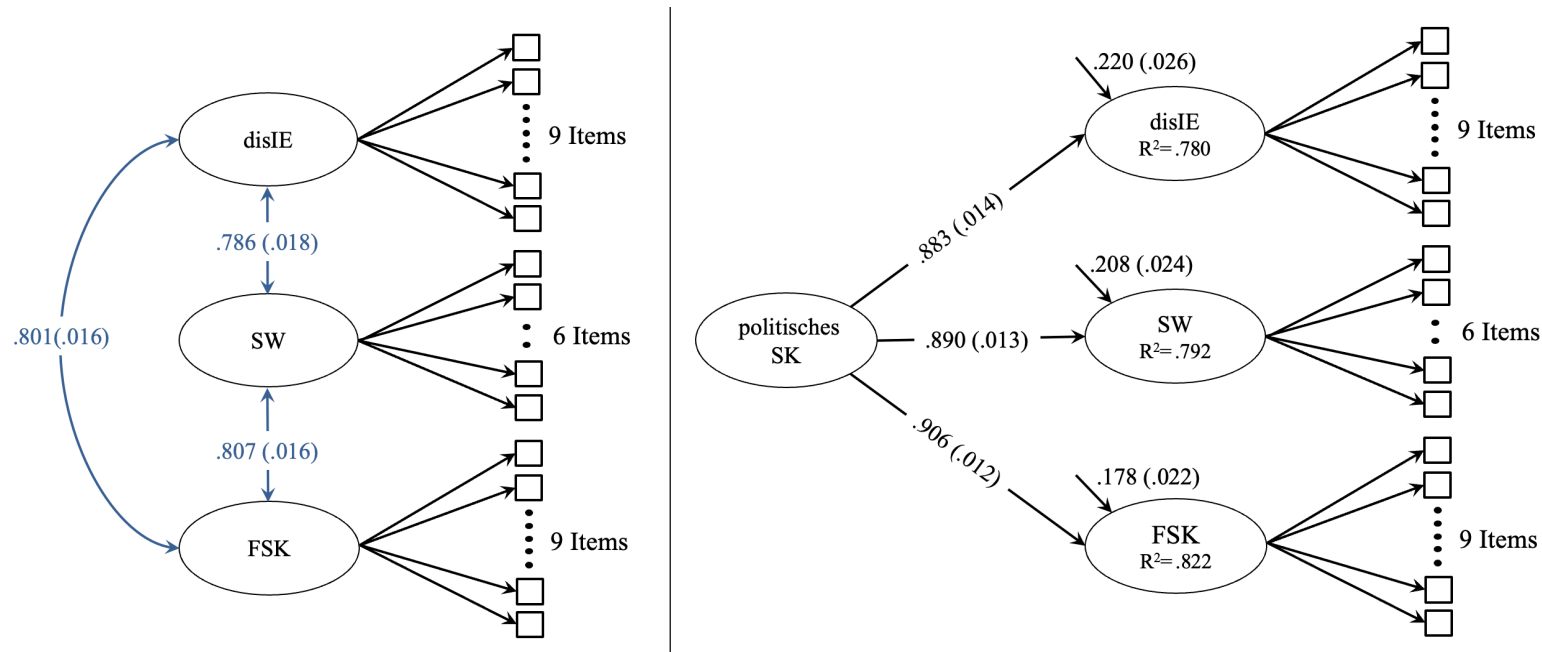 disIE
9 Items
.786 (.018)
SW
6 Items
.801(.016)
.807 (.016)
FSK
9 Items
.220 (.026)
disIE
R²=.780
9 Items
.883 (.014)
.208 (.024)
SW
R²=.792
6 Items
politisches
SK
.890 (.013)
.906 (.012)
.178 (.022)
FSK
R²=.822
9 Items